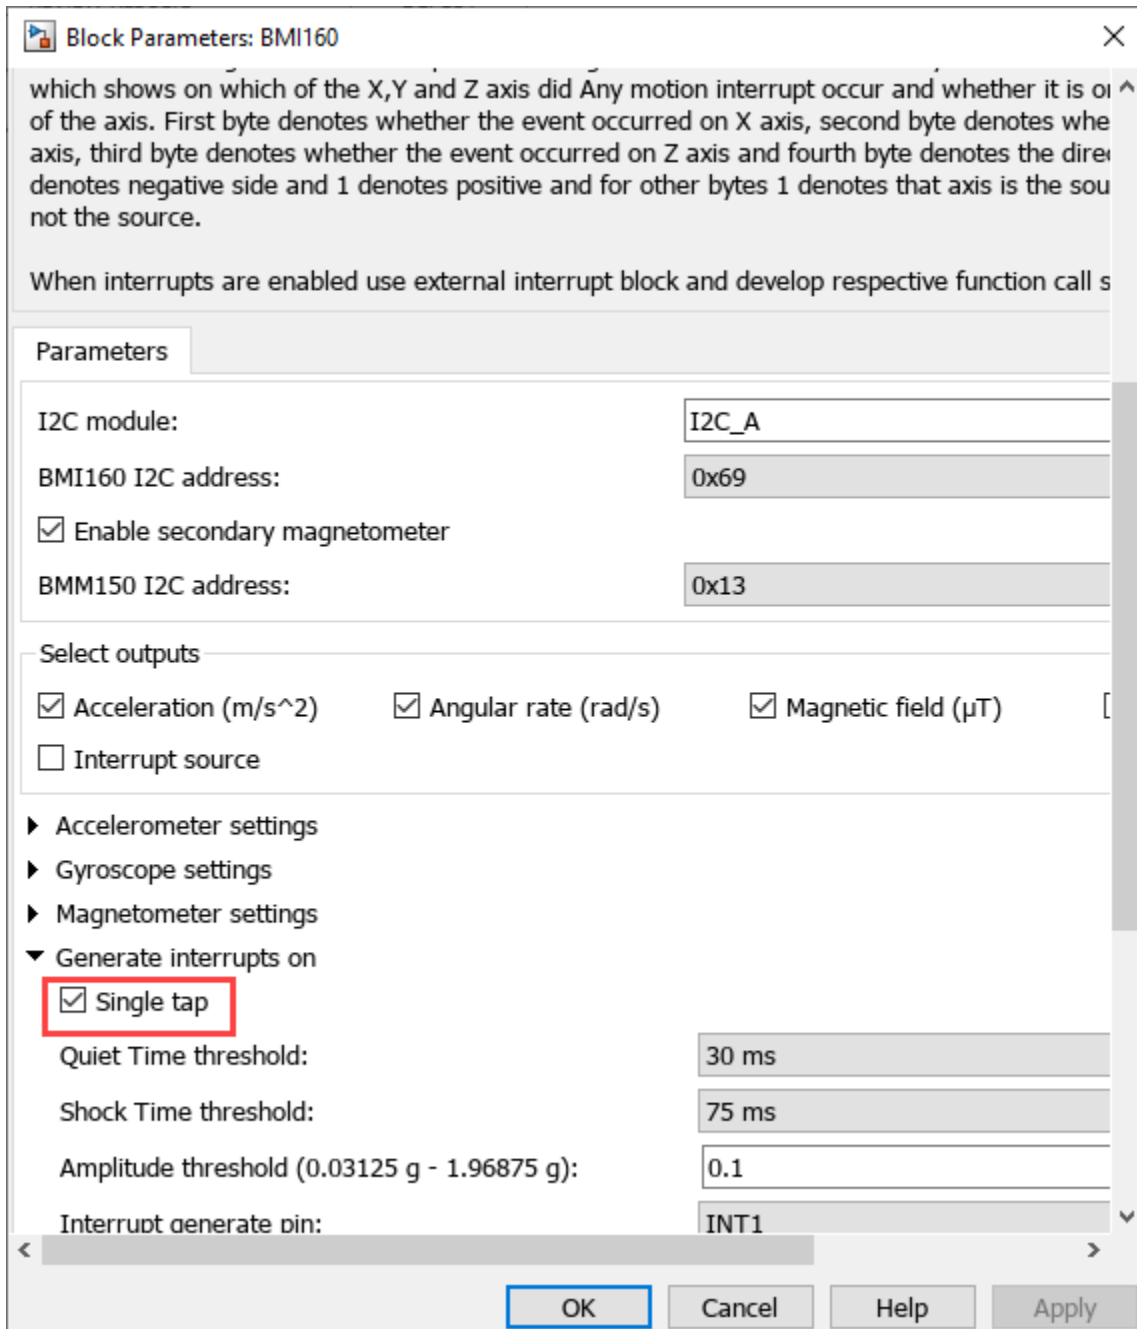 Block Parameters: BMI160
which shows on which of the X,Y and Z axis did Any motion interrupt occur and whether it is
of the axis. First byte denotes whether the event occurred on X axis, second byte denotes
axis, third byte denotes whether the event occurred on Z axis and fourth byte denotes the
denotes negative side and 1 denotes positive and for other bytes 1 denotes that axis is the
not the source.
When interrupts are enabled use external interrupt block and develop respective function call
Parameters
I2C module: I2C_A
BMI160 I2C address: 0x69
Enable secondary magnetometer
BMM150 I2C address: 0x13
Select outputs
Acceleration (m/s^2) Angular rate (rad/s) Magnetic field (μT)
Interrupt source
Accelerometer settings
Gyroscope settings
Magnetometer settings
Generate interrupts on
Single tap
Quiet Time threshold: 30 ms
Shock Time threshold: 75 ms
Amplitude threshold (0.03125 g - 1.96875 g): 0.1
Interrupt generate pin: INT1
OK Cancel Help Apply